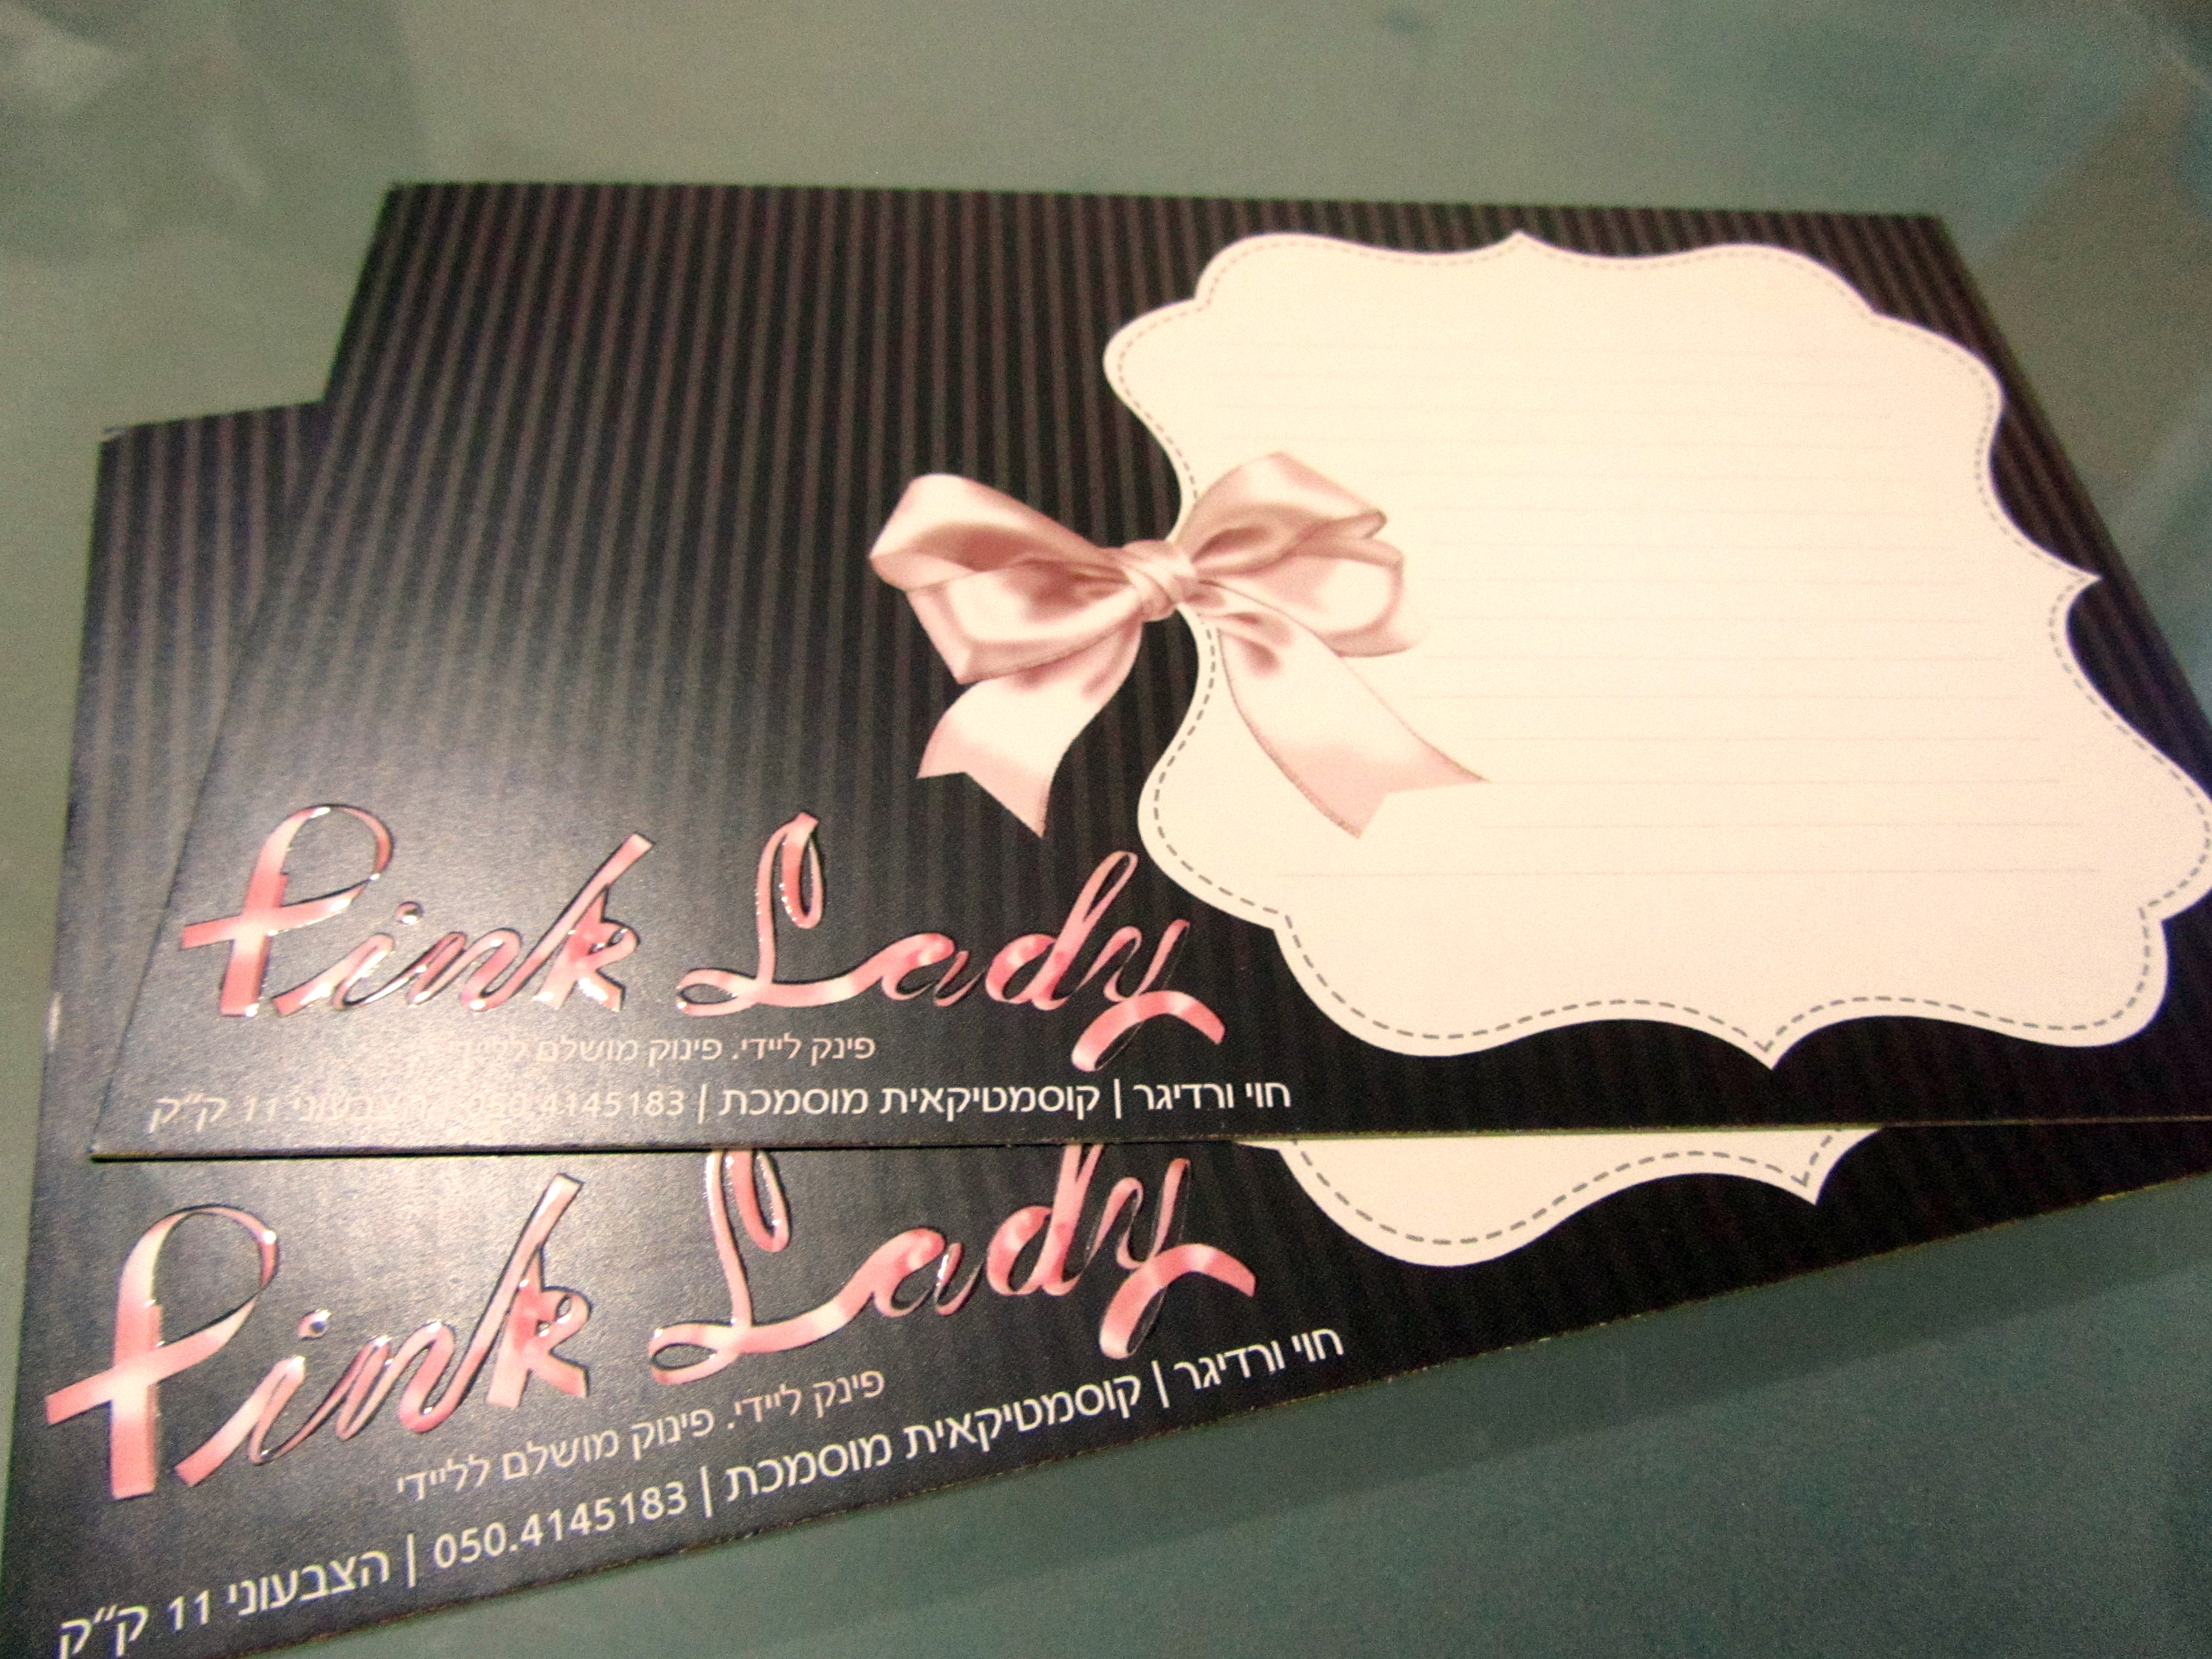 Pink Lady
פינק ליידי. פינוק מושלם לליידי
חוי ורדיגר | קוסמטיקאית מוסמכת | 050.4145183 | הצבעוני 11 ק״ק
Pink Lady
פינק ליידי. פינוק מושלם לליידי
חוי ורדיגר | קוסמטיקאית מוסמכת | 050.4145183 | הצבעוני 11 ק״ק